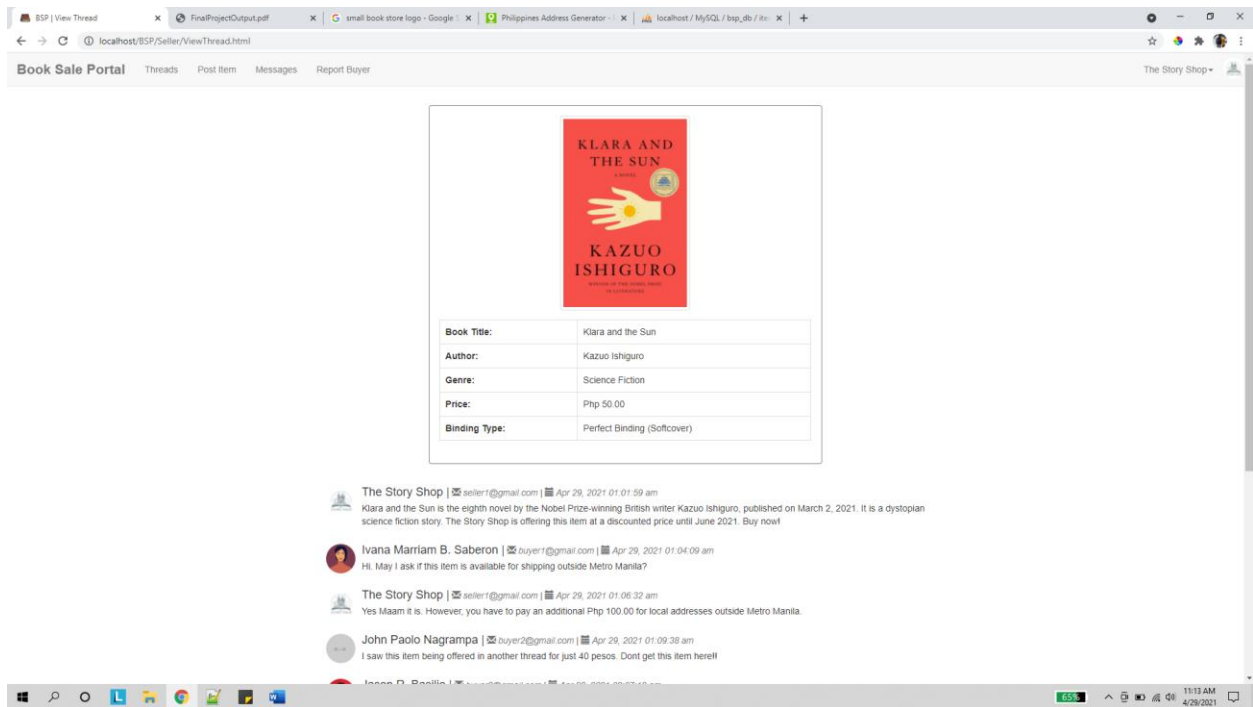 BSP | View Thread
FinalProjectOutput.pdf
small book store logo - Google S
Philippines Address Generator -
localhost / MySQL / bsp_db / ite
localhost/BSP/Seller/ViewThread.html
Book Sale Portal Threads Post Item Messages Report Buyer The Story Shop
KLARA AND
THE SUN
A NOVEL
KAZUO
ISHIGURO
WINNER OF THE NOBEL PRIZE
IN LITERATURE
Book Title: Klara and the Sun
Author: Kazuo Ishiguro
Genre: Science Fiction
Price: Php 50.00
Binding Type: Perfect Binding (Softcover)
The Story Shop | seller1@gmail.com | Apr 29, 2021 01:01:59 am
Klara and the Sun is the eighth novel by the Nobel Prize-winning British writer Kazuo Ishiguro, published on March 2, 2021. It is a dystopian
science fiction story. The Story Shop is offering this item at a discounted price until June 2021. Buy now!
Ivana Marriam B. Saberon | buyer1@gmail.com | Apr 29, 2021 01:04:09 am
Hi. May I ask if this item is available for shipping outside Metro Manila?
The Story Shop | seller1@gmail.com | Apr 29, 2021 01:06:32 am
Yes Maam it is. However, you have to pay an additional Php 100.00 for local addresses outside Metro Manila.
John Paolo Nagrampa | buyer2@gmail.com | Apr 29, 2021 01:09:38 am
I saw this item being offered in another thread for just 40 pesos. Dont get this item here!!
65%
11:13 AM
4/29/2021